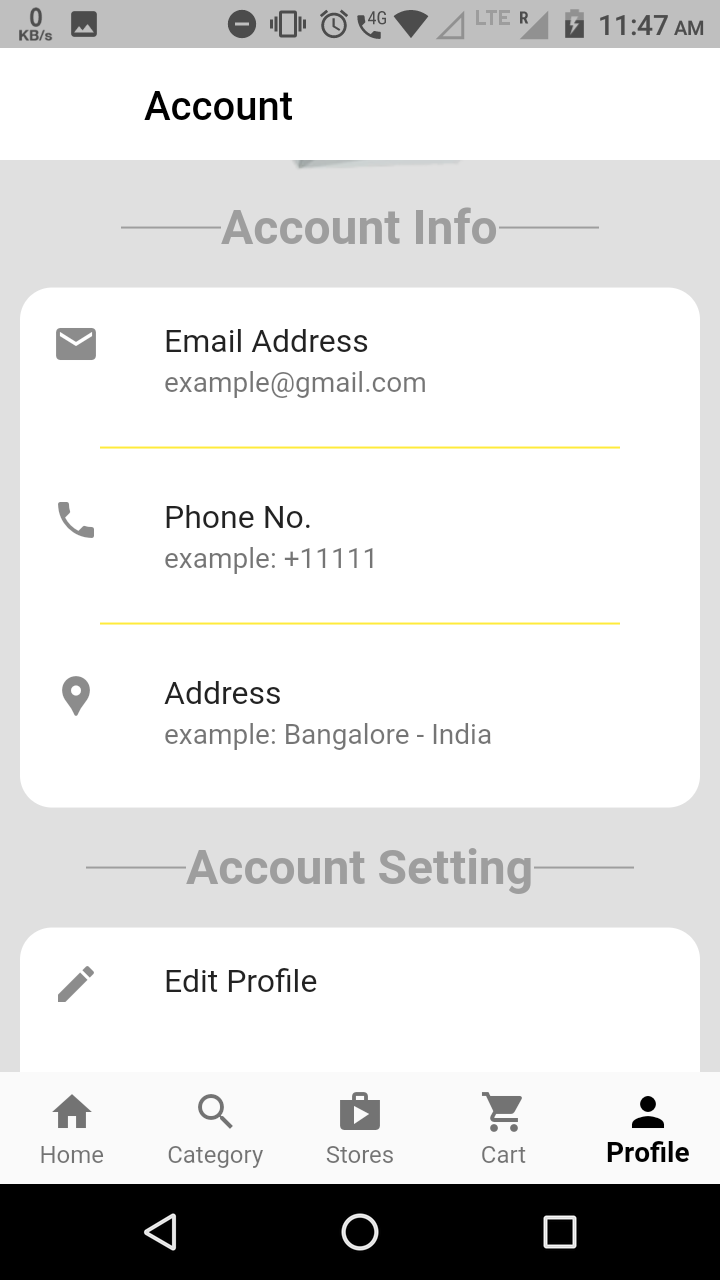 0
KB/s
4G
LTE
R
11:47 AM
Account
Account Info
Email Address
example@gmail.com
Phone No.
example: +11111
Address
example: Bangalore - India
Account Setting
Edit Profile
Home
Category
Stores
Cart
Profile